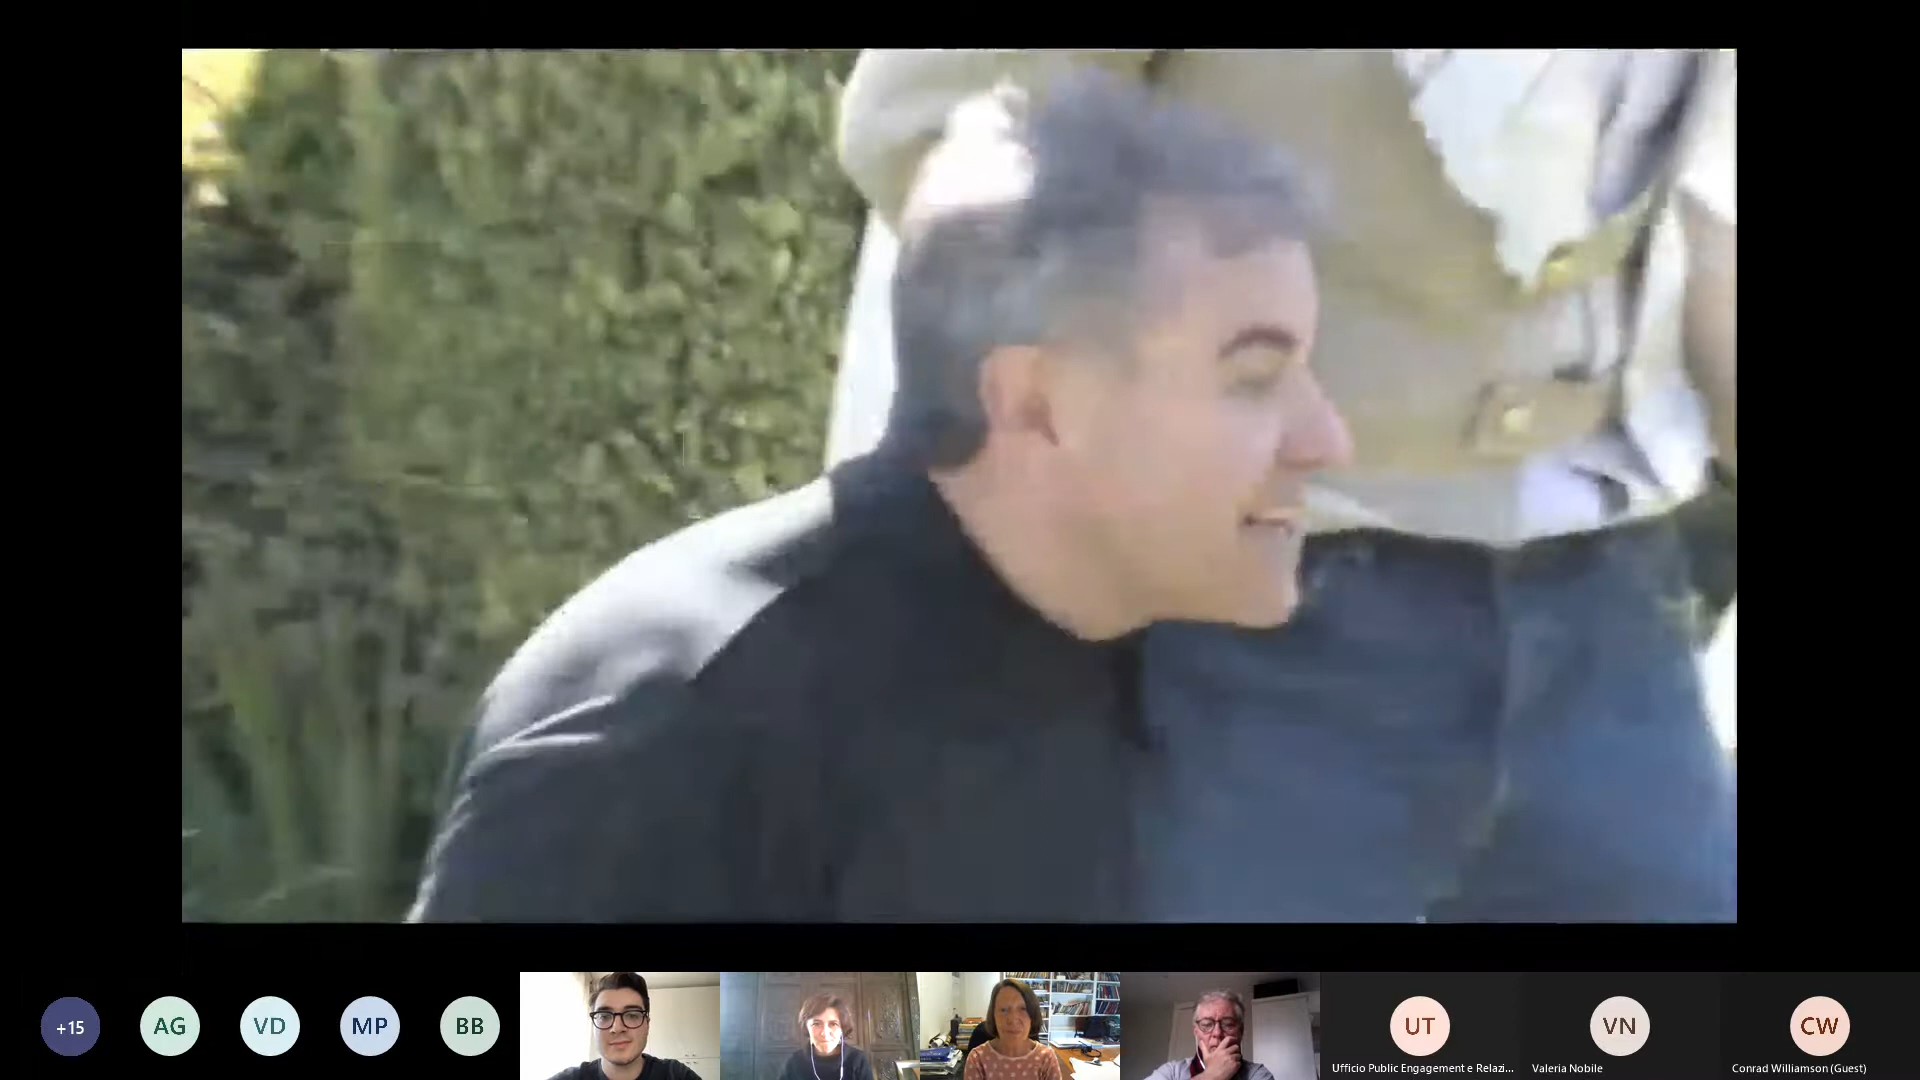 +15
AG
VD
MP
BB
UT
VN
CW
Ufficio Public Engagement e Relazi...
Valeria Nobile
Conrad Williamson (Guest)